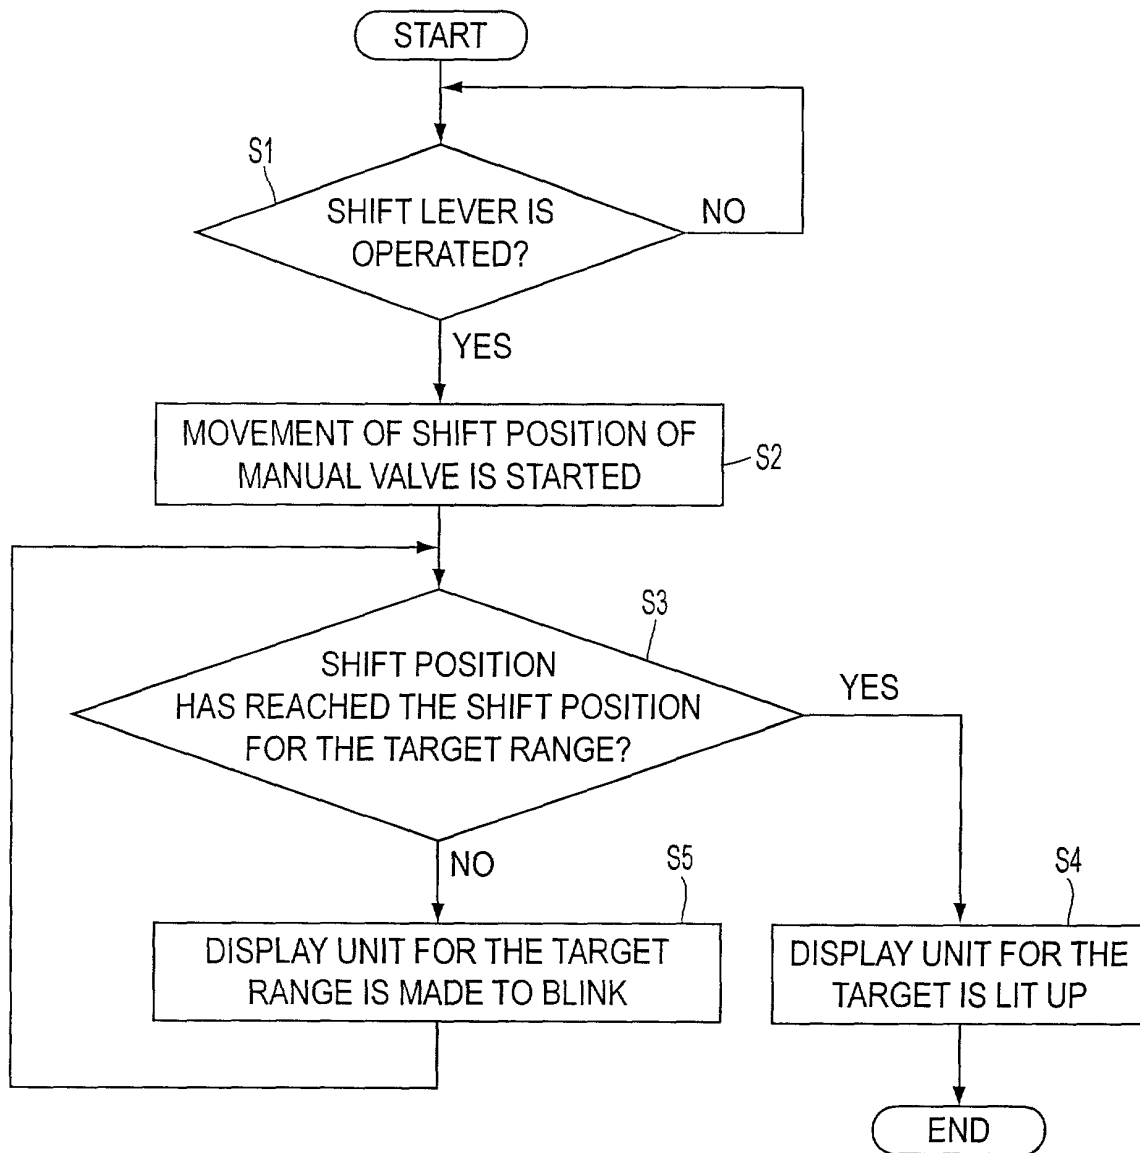 START
S1
SHIFT LEVER IS
OPERATED?
NO
YES
MOVEMENT OF SHIFT POSITION OF
MANUAL VALVE IS STARTED
S2
S3
SHIFT POSITION
HAS REACHED THE SHIFT POSITION
FOR THE TARGET RANGE?
YES
NO
S5
DISPLAY UNIT FOR THE TARGET
RANGE IS MADE TO BLINK
S4
DISPLAY UNIT FOR THE
TARGET IS LIT UP
END